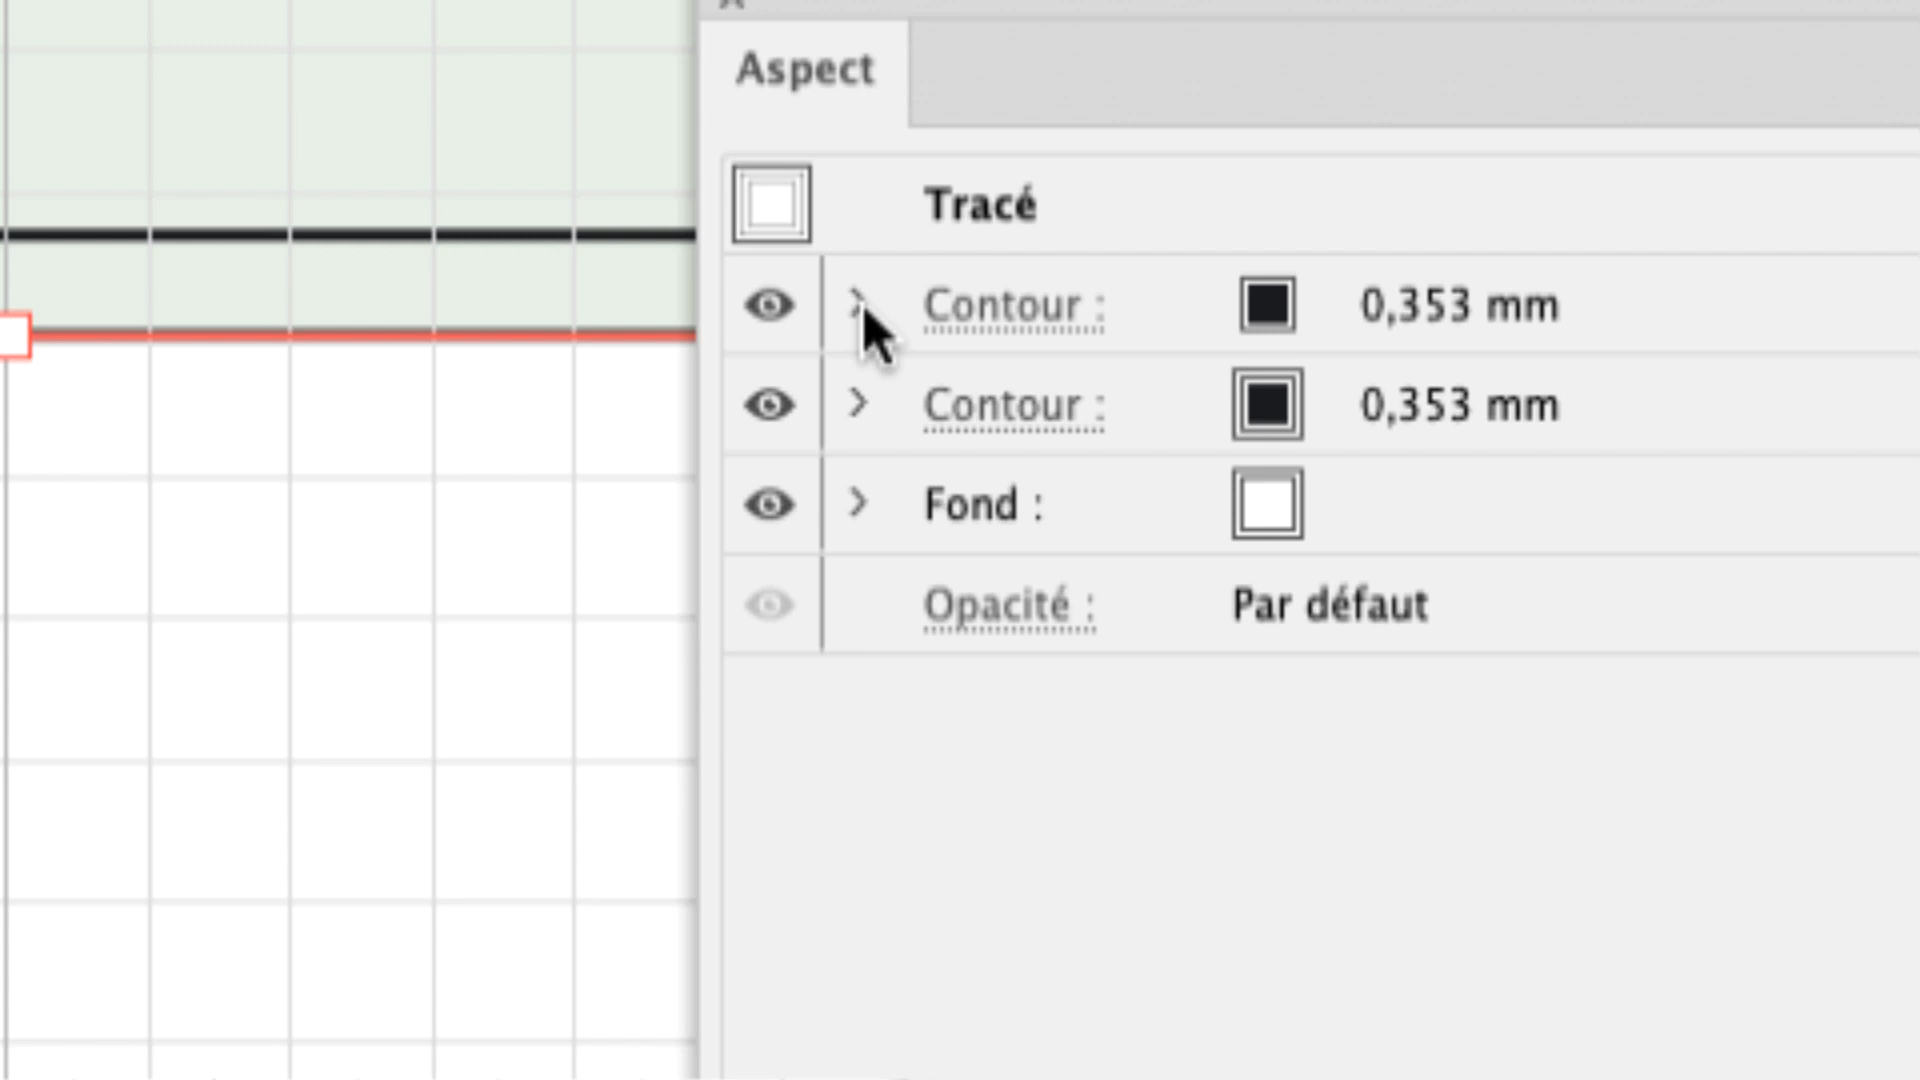 Aspect
Tracé
Contour : 0,353 mm
Contour : 0,353 mm
Fond :
Opacité : Par défaut